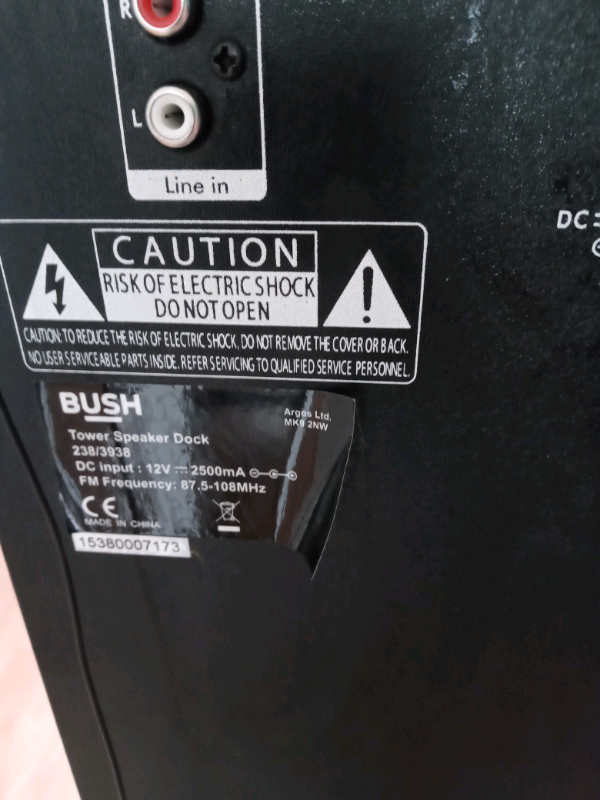 R
L
Line in
DC
CAUTION
RISK OF ELECTRIC SHOCK
DO NOT OPEN
CAUTION: TO REDUCE THE RISK OF ELECTRIC SHOCK, DO NOT REMOVE THE COVER OR BACK.
NO USER SERVICEABLE PARTS INSIDE. REFER SERVICING TO QUALIFIED SERVICE PERSONNEL.
BUSH
Argos Ltd.
MK9 2NW
Tower Speaker Dock
238/3938
DC input : 12V 2500mA
FM Frequency: 87.5-108MHz
CE
MADE IN CHINA
15380007173